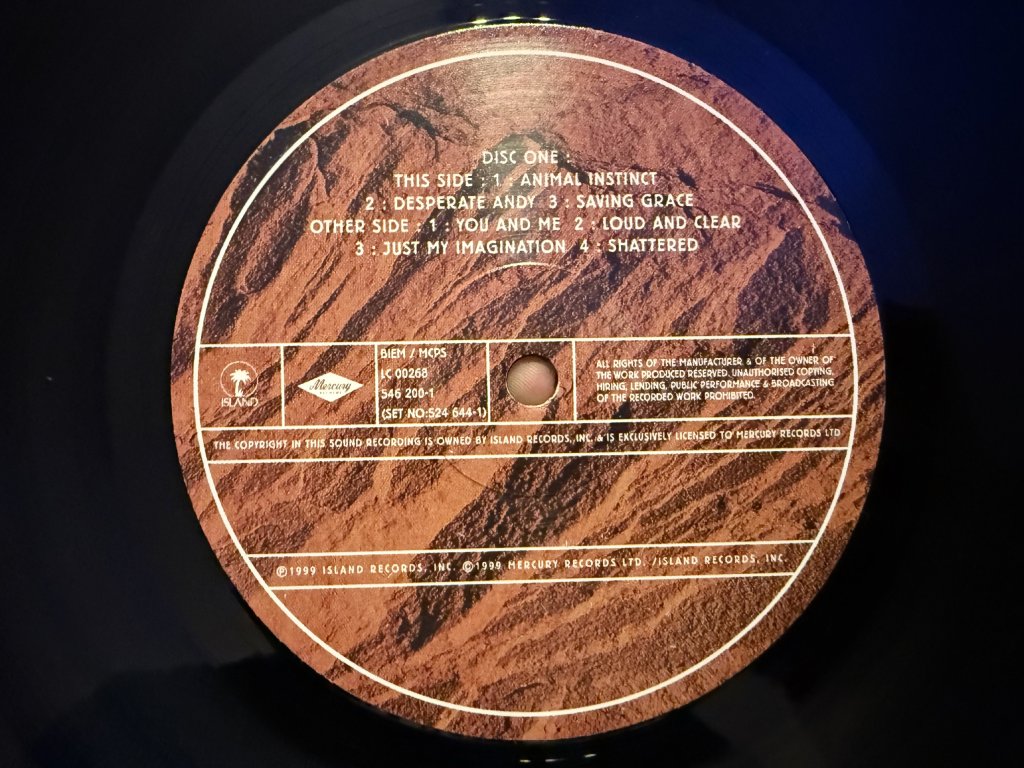 DISC ONE :
THIS SIDE : 1 : ANIMAL INSTINCT
2 : DESPERATE ANDY 3 : SAVING GRACE
OTHER SIDE : 1 : YOU AND ME 2 : LOUD AND CLEAR
3 : JUST MY IMAGINATION 4 : SHATTERED
ISLAND
Mercury
BIEM / MCPS
LC 00268
546 200-1
(SET NO:524 644-1)
ALL RIGHTS OF THE MANUFACTURER & OF THE OWNER OF
THE WORK PRODUCED RESERVED. UNAUTHORISED COPYING,
HIRING, LENDING, PUBLIC PERFORMANCE & BROADCASTING
OF THE RECORDED WORK PROHIBITED.
THE COPYRIGHT IN THIS SOUND RECORDING IS OWNED BY ISLAND RECORDS, INC. & IS EXCLUSIVELY LICENSED TO MERCURY RECORDS LTD
℗1999 ISLAND RECORDS, INC. ©1999 MERCURY RECORDS LTD. /ISLAND RECORDS, INC.